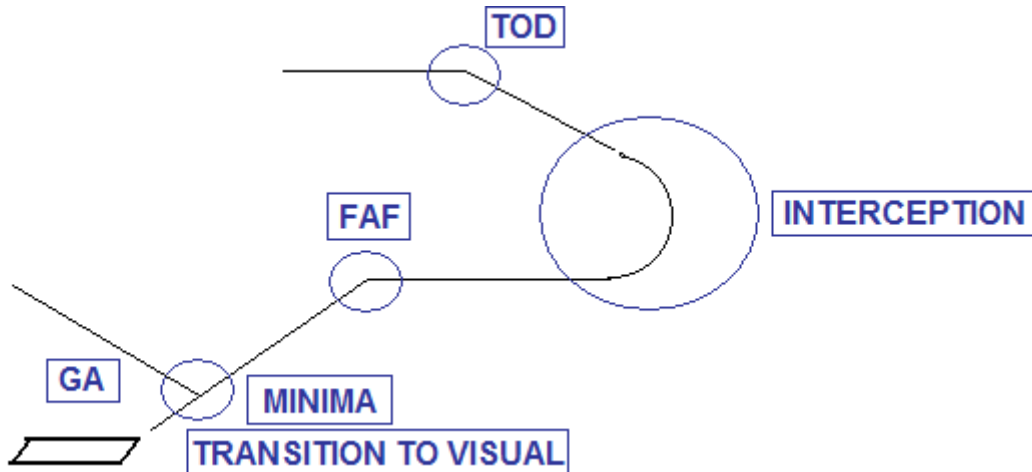 TOD
FAF
INTERCEPTION
GA
MINIMA
TRANSITION TO VISUAL